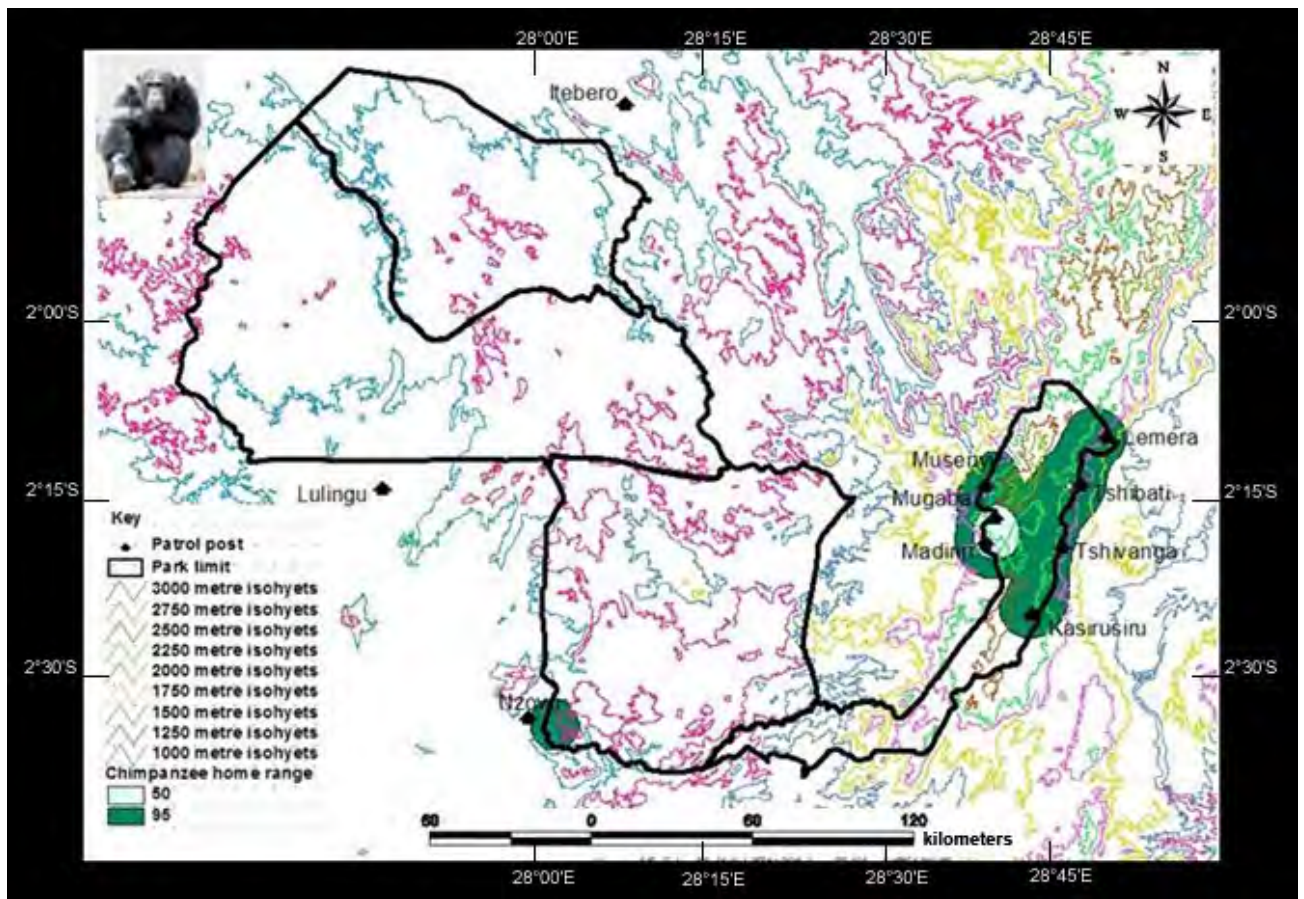 28°00'E 28°15'E 28°30'E 28°45'E
N
W E
S
Itebero
2°00'S 2°00'S
Lemera
Lulingu
Mugaba Tshibati
2°15'S 2°15'S
Key
Patrol post
Tshivanga
Park limit
3000 metre isohyets
2750 metre isohyets
2500 metre isohyets
Kasirusiru
2250 metre isohyets
2000 metre isohyets
2°30'S 2°30'S
1750 metre isohyets
1500 metre isohyets
1250 metre isohyets
1000 metre isohyets
Chimpanzee home range
50
95
60 0 60 120
kilometers
28°00'E 28°15'E 28°30'E 28°45'E